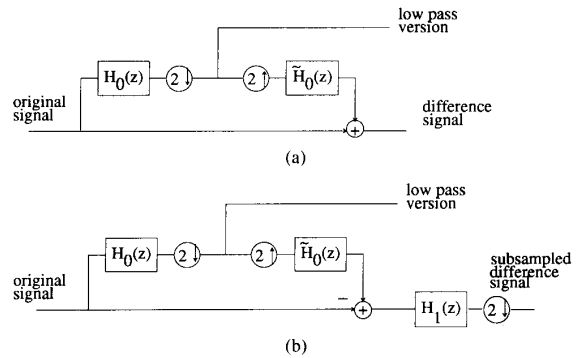 low pass
version
H0(z)
2↓
2↑
H̃0(z)
original
signal
+
difference
signal
(a)
low pass
version
H0(z)
2↓
2↑
H̃0(z)
original
signal
−
+
H1(z)
2↓
subsampled
difference
signal
(b)